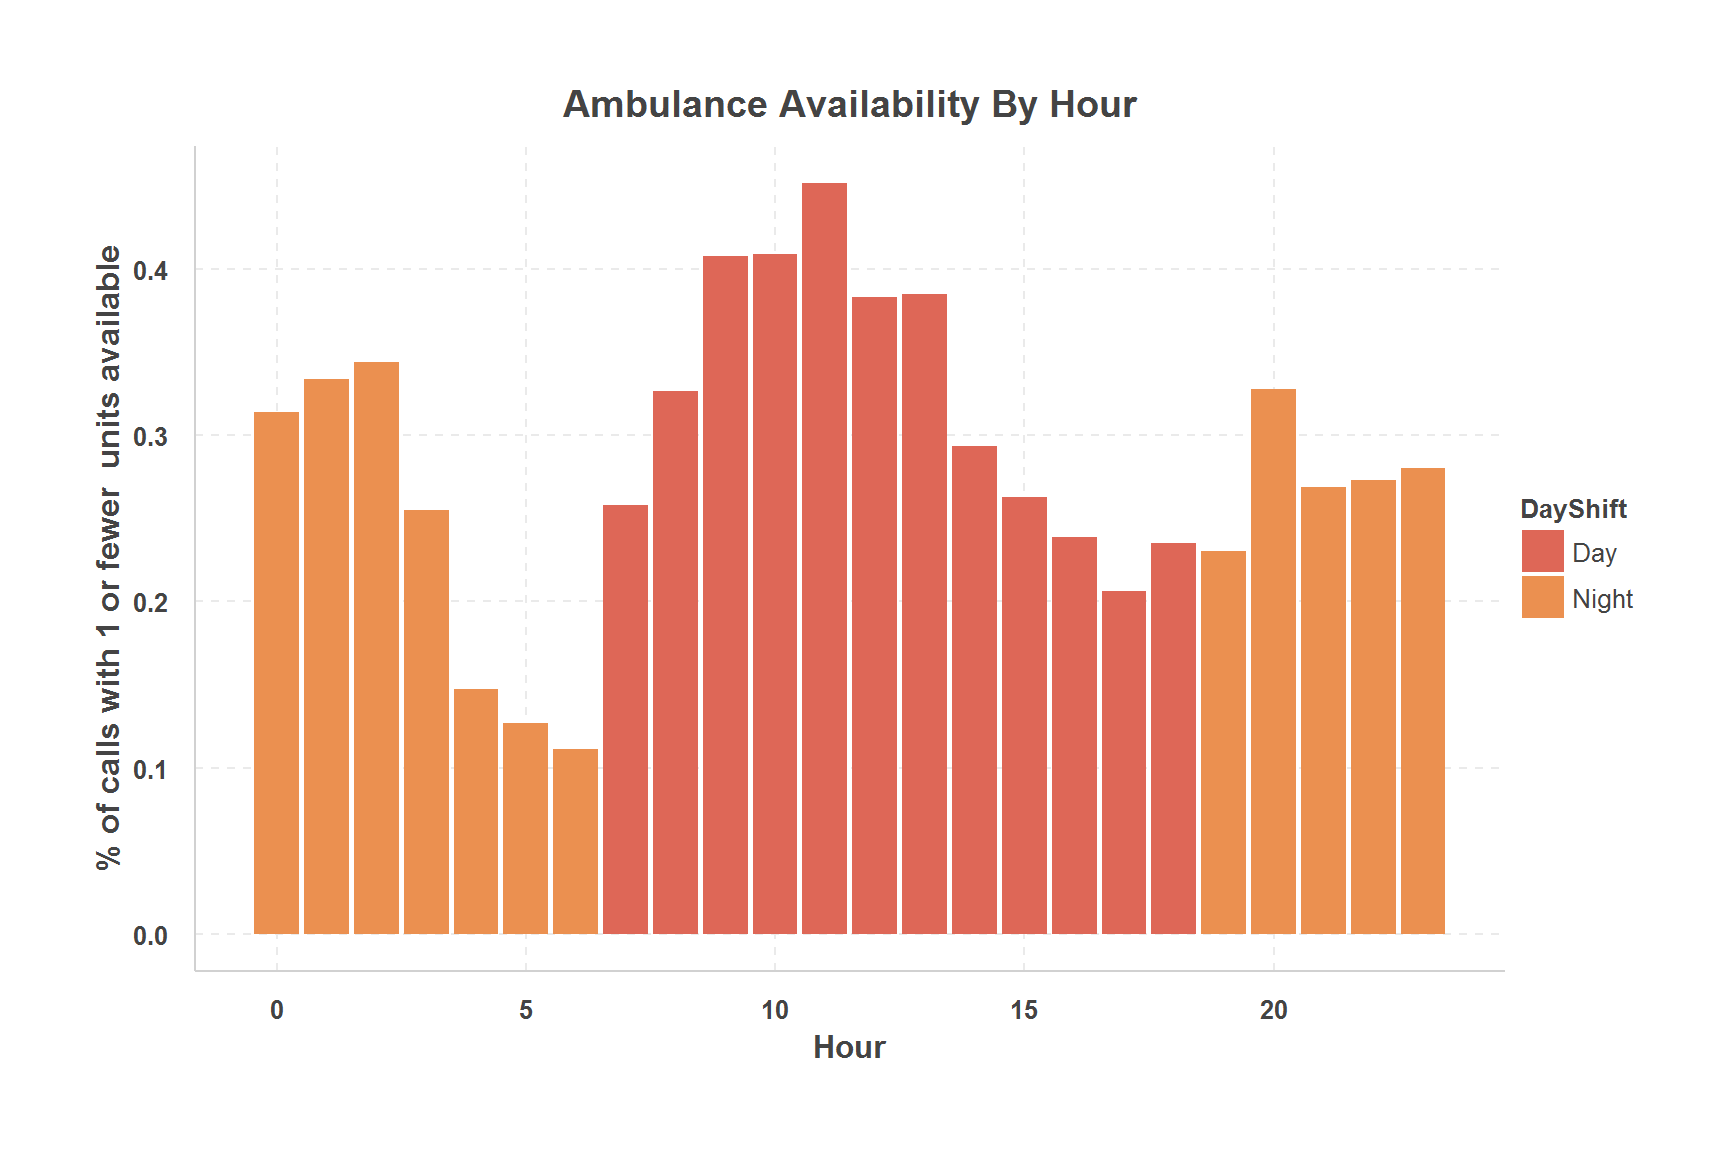 Ambulance Availability By Hour
% of calls with 1 or fewer  units available
0.4
0.3
0.2
0.1
0.0
0 5 10 15 20
Hour
DayShift
Day
Night